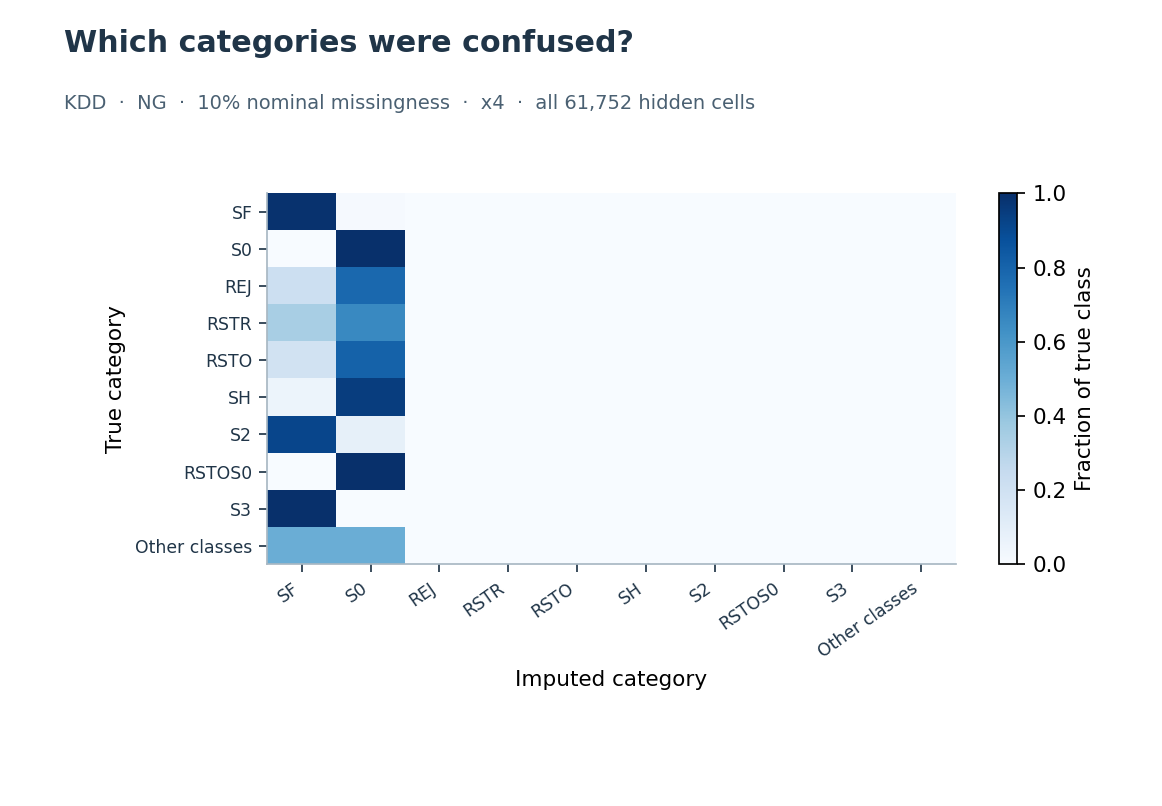 Which categories were confused?
KDD · NG · 10% nominal missingness · x4 · all 61,752 hidden cells
True category
SF
S0
REJ
RSTR
RSTO
SH
S2
RSTOS0
S3
Other classes
SF
S0
REJ
RSTR
RSTO
SH
S2
RSTOS0
S3
Other classes
Imputed category
1.0
0.8
0.6
0.4
0.2
0.0
Fraction of true class